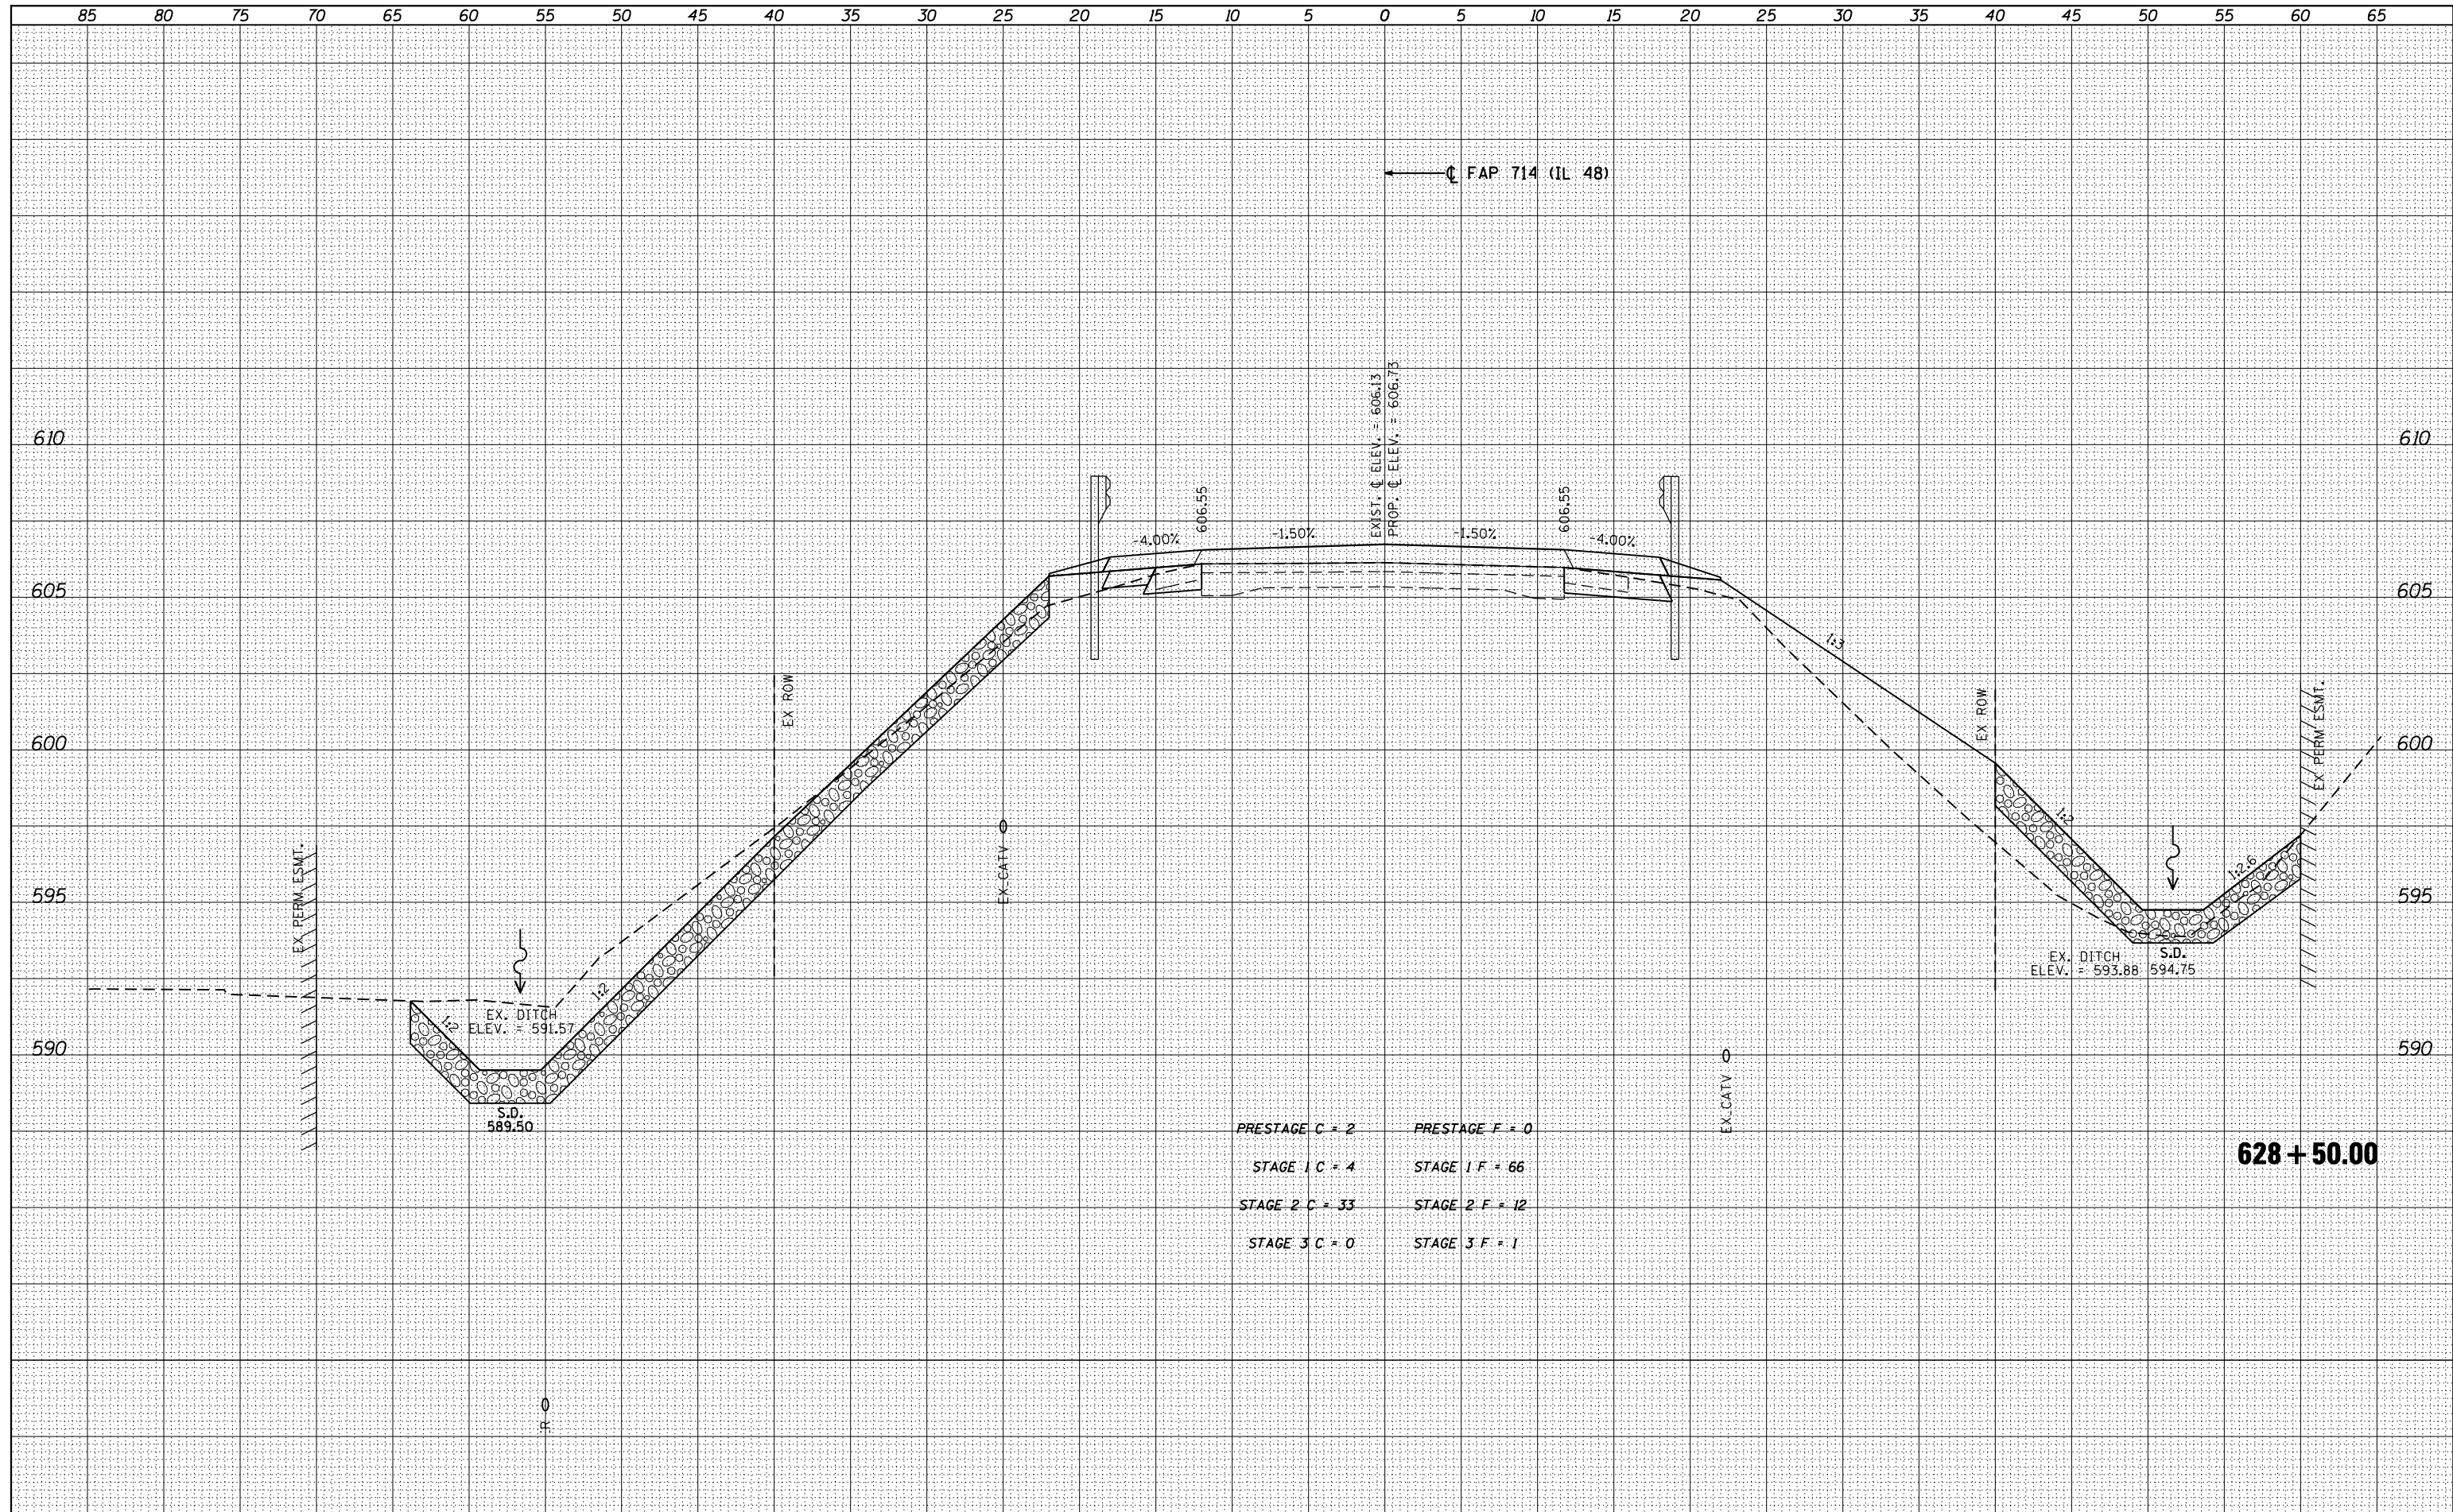 85 80 75 70 65 60 55 50 45 40 35 30 25 20 15 10 5 0 5 10 15 20 25 30 35 40 45 50 55 60 65
℄ FAP 714 (IL 48)
EXIST. ℄ ELEV. = 606.13
PROP. ℄ ELEV. = 606.73
610 610
606.55 606.55
-4.00% -1.50% -1.50% -4.00%
605 605
1:3
EX ROW EX ROW
EX PERM ESMT.
600 600
1:2
EX_CATV
EX PERM ESMT.
1:2.6
595 595
S.D.
594.75
EX. DITCH
ELEV. = 593.88
1:2
1:2
EX. DITCH
ELEV. = 591.57
590 590
EX_CATV
S.D.
589.50
PRESTAGE C = 2 PRESTAGE F = 0
628+50.00
STAGE 1 C = 4 STAGE 1 F = 66
STAGE 2 C = 33 STAGE 2 F = 12
STAGE 3 C = 0 STAGE 3 F = 1